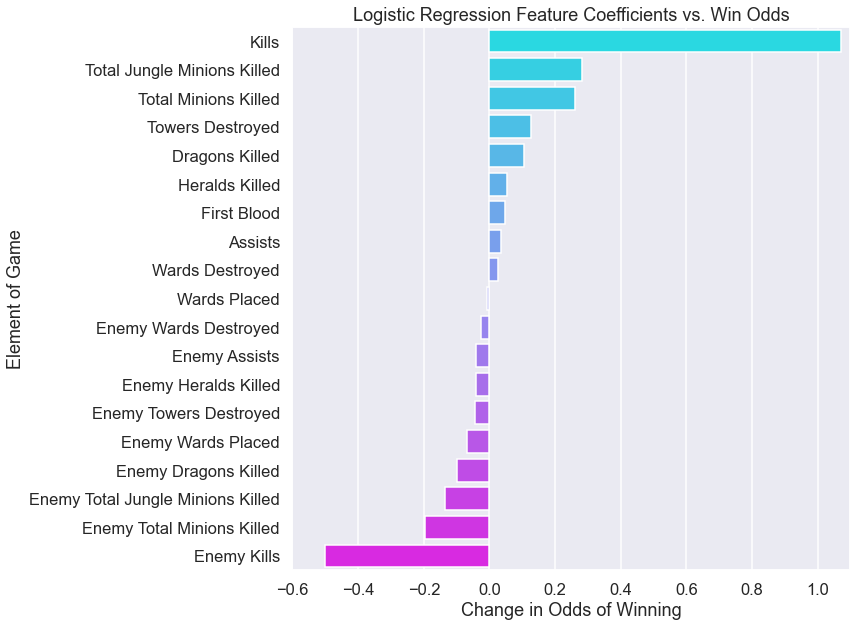 Logistic Regression Feature Coefficients vs. Win Odds
Element of Game
Kills
Total Jungle Minions Killed
Total Minions Killed
Towers Destroyed
Dragons Killed
Heralds Killed
First Blood
Assists
Wards Destroyed
Wards Placed
Enemy Wards Destroyed
Enemy Assists
Enemy Heralds Killed
Enemy Towers Destroyed
Enemy Wards Placed
Enemy Dragons Killed
Enemy Total Jungle Minions Killed
Enemy Total Minions Killed
Enemy Kills
−0.6 −0.4 −0.2 0.0 0.2 0.4 0.6 0.8 1.0
Change in Odds of Winning